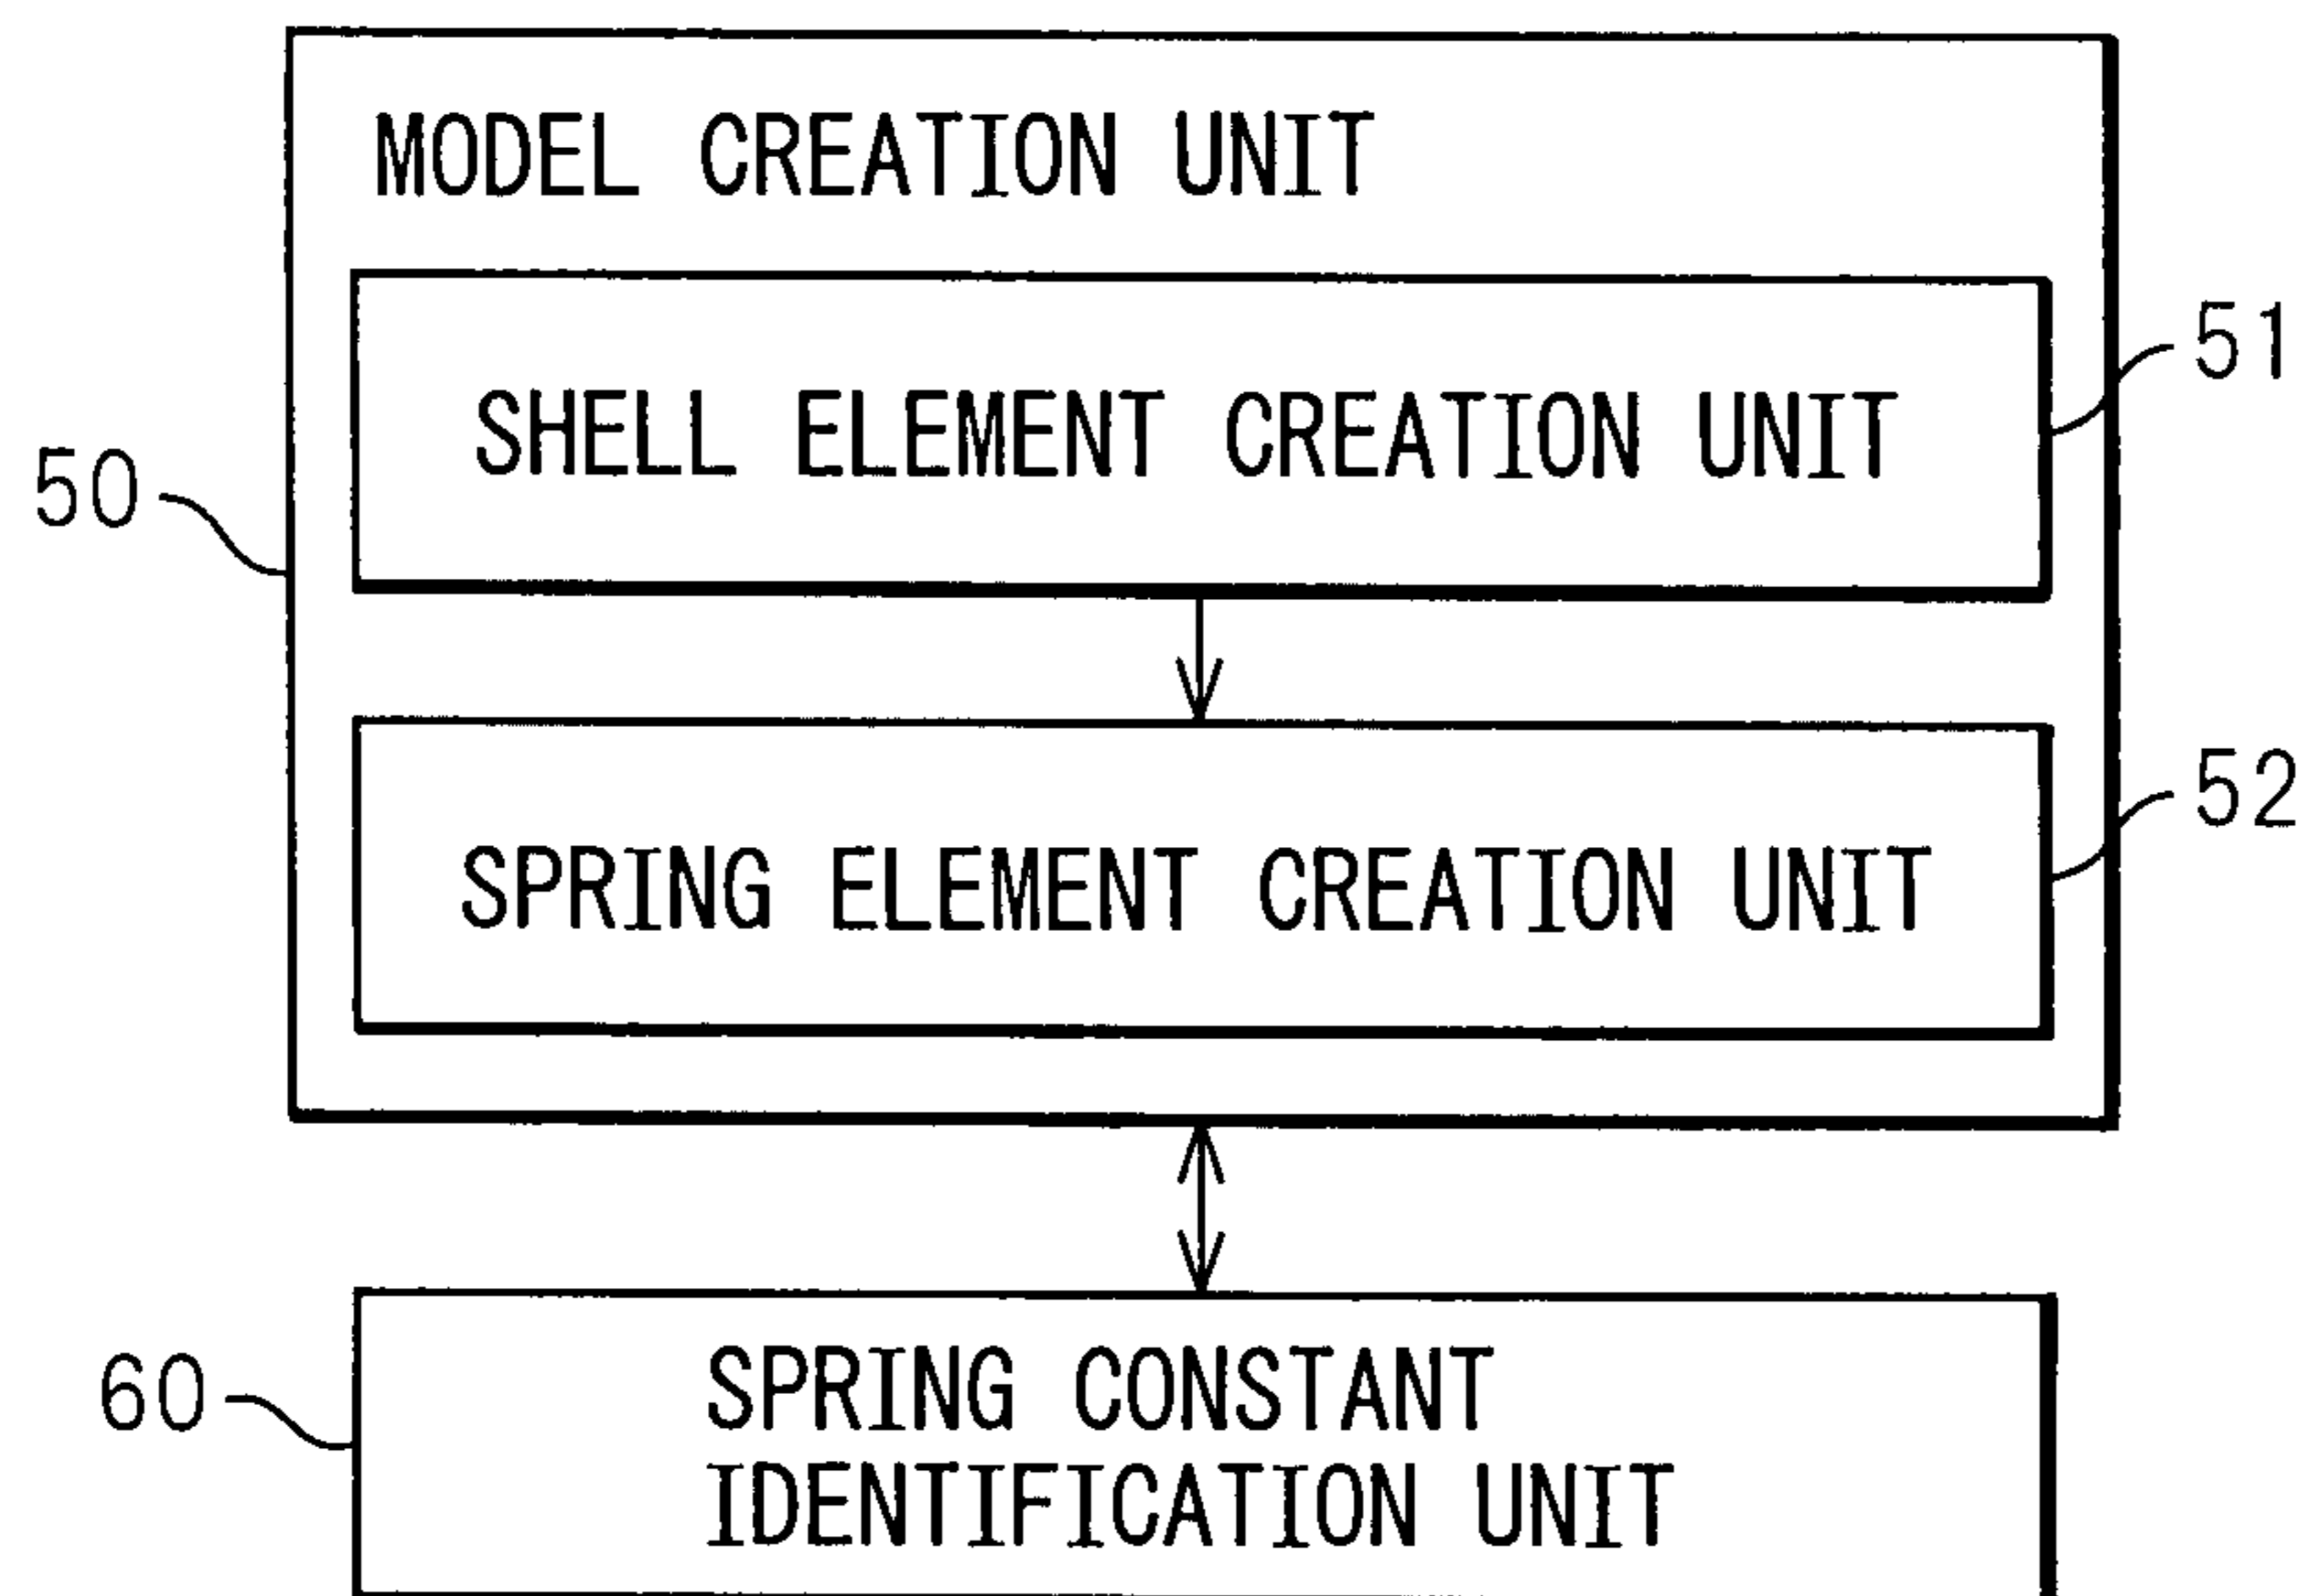 MODEL CREATION UNIT
51
SHELL ELEMENT CREATION UNIT
50
52
SPRING ELEMENT CREATION UNIT
60
SPRING CONSTANT
IDENTIFICATION UNIT